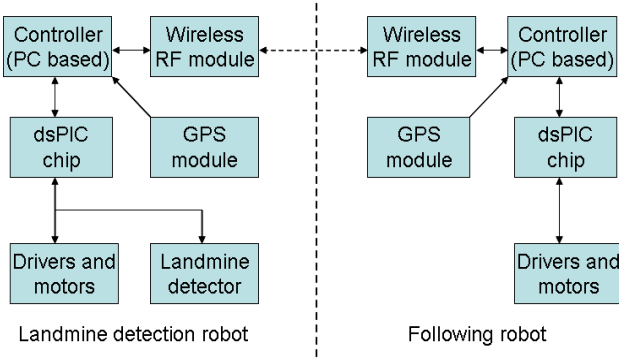 Controller
(PC based)
Wireless
RF module
Wireless
RF module
Controller
(PC based)
dsPIC
chip
GPS
module
GPS
module
dsPIC
chip
Drivers and
motors
Landmine
detector
Drivers and
motors
Landmine detection robot
Following robot